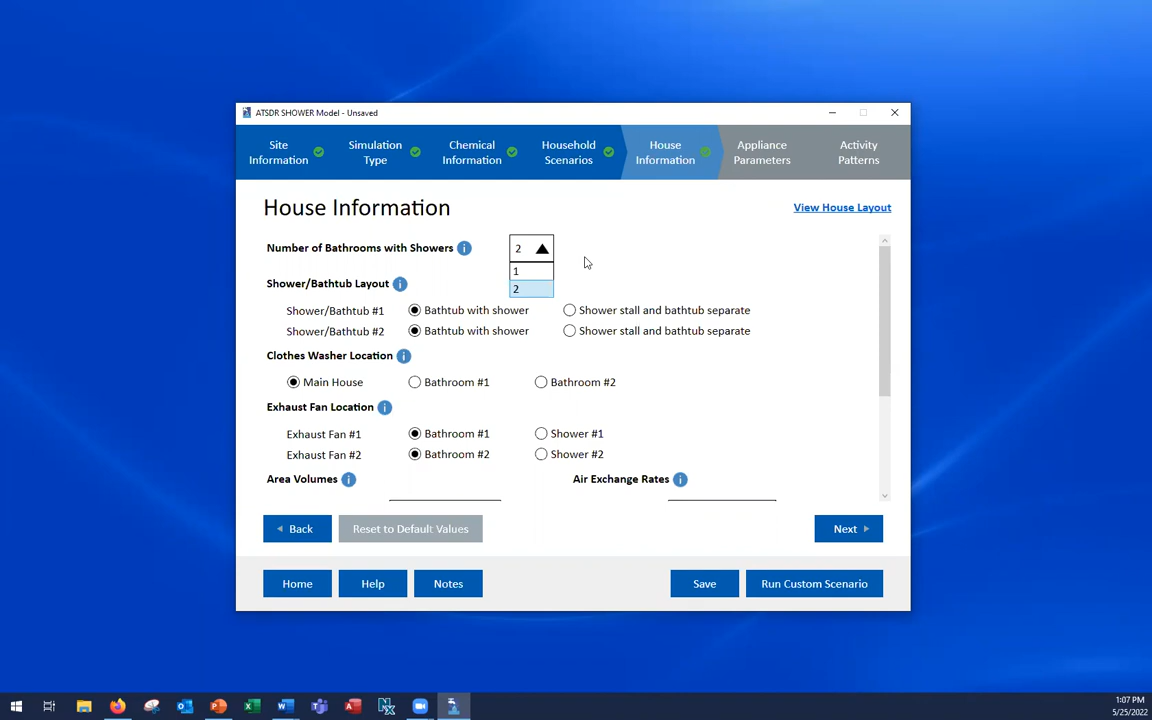 ATSDR SHOWER Model - Unsaved
Site Information
Simulation Type
Chemical Information
Household Scenarios
House Information
Appliance Parameters
Activity Patterns
House Information
View House Layout
Number of Bathrooms with Showers i 2
1
2
Shower/Bathtub Layout i
Shower/Bathtub #1 Bathtub with shower Shower stall and bathtub separate
Shower/Bathtub #2 Bathtub with shower Shower stall and bathtub separate
Clothes Washer Location i
Main House Bathroom #1 Bathroom #2
Exhaust Fan Location i
Exhaust Fan #1 Bathroom #1 Shower #1
Exhaust Fan #2 Bathroom #2 Shower #2
Area Volumes i Air Exchange Rates i
Back Reset to Default Values Next
Home Help Notes Save Run Custom Scenario
1:07 PM
5/25/2022